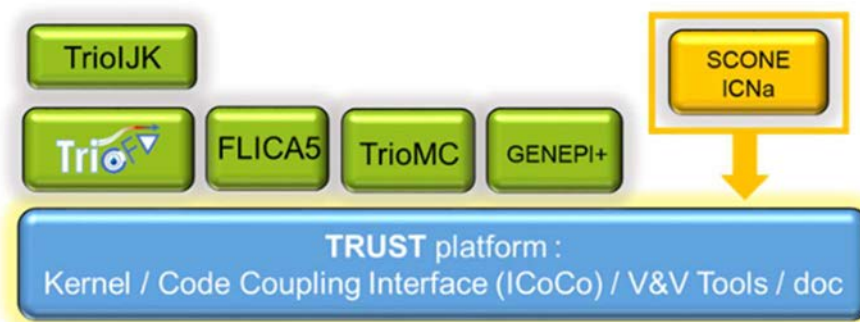 TrioIJK
SCONE
ICNa
TrioCFD
FLICA5
TrioMC
GENEPI+
TRUST platform :
Kernel / Code Coupling Interface (ICoCo) / V&V Tools / doc